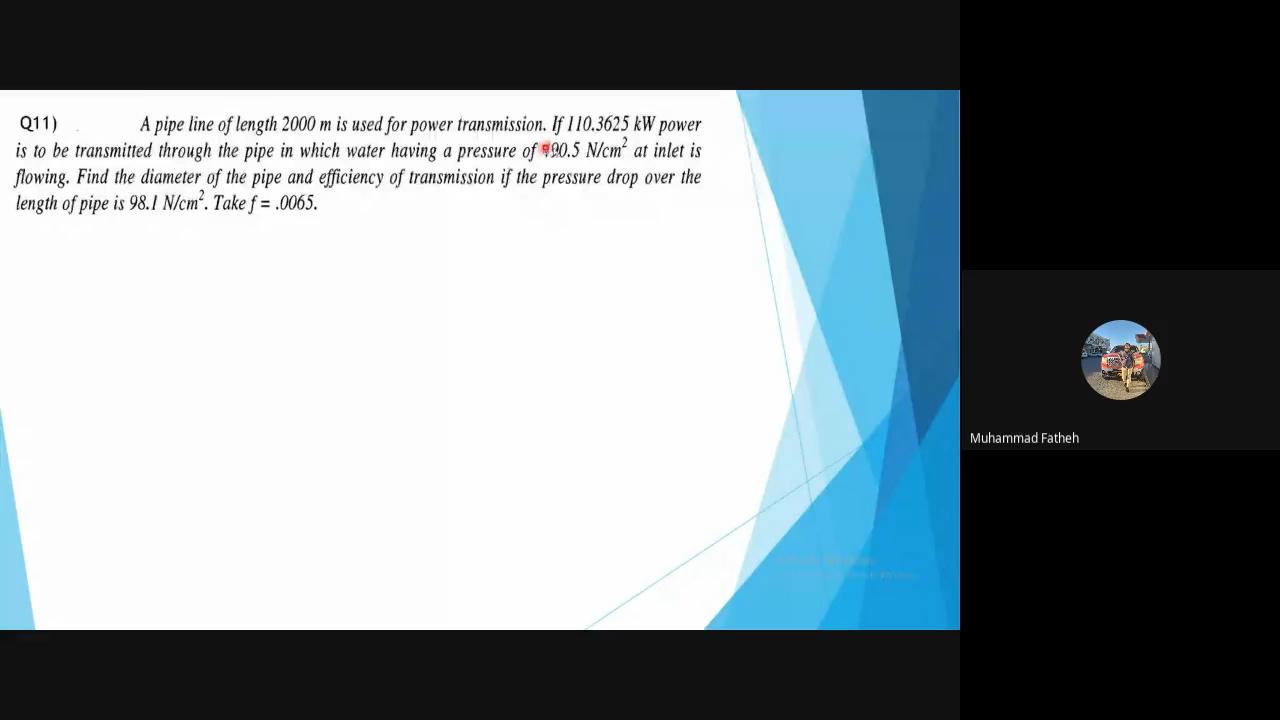 Q11) A pipe line of length 2000 m is used for power transmission. If 110.3625 kW power
is to be transmitted through the pipe in which water having a pressure of 490.5 N/cm² at inlet is
flowing. Find the diameter of the pipe and efficiency of transmission if the pressure drop over the
length of pipe is 98.1 N/cm². Take f = .0065.
Muhammad Fatheh